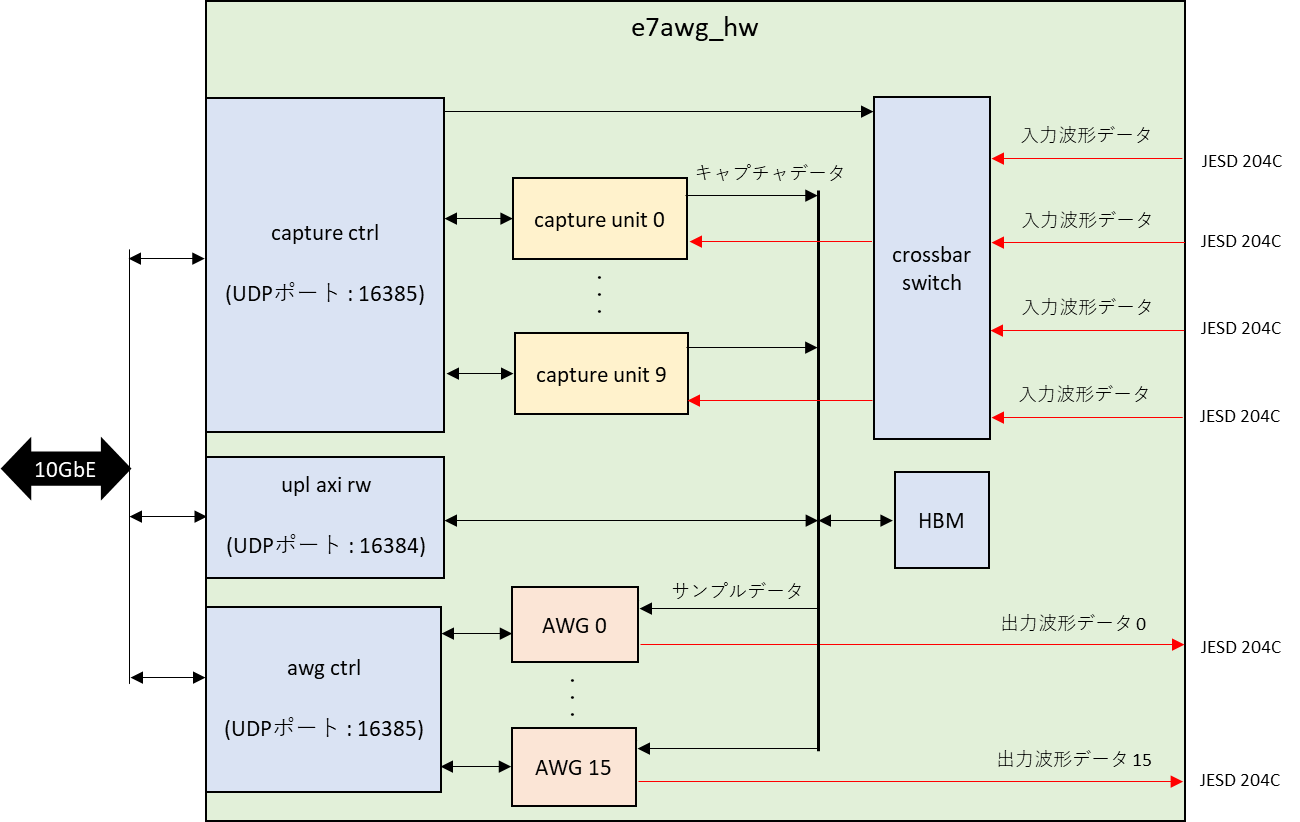 e7awg_hw
capture ctrl
(UDPポート : 16385)
capture unit 0
キャプチャデータ
.
.
.
capture unit 9
crossbar
switch
入力波形データ
JESD 204C
入力波形データ
JESD 204C
入力波形データ
JESD 204C
入力波形データ
JESD 204C
10GbE
upl axi rw
(UDPポート : 16384)
HBM
awg ctrl
(UDPポート : 16385)
サンプルデータ
AWG 0
出力波形データ 0
JESD 204C
.
.
.
AWG 15
出力波形データ 15
JESD 204C